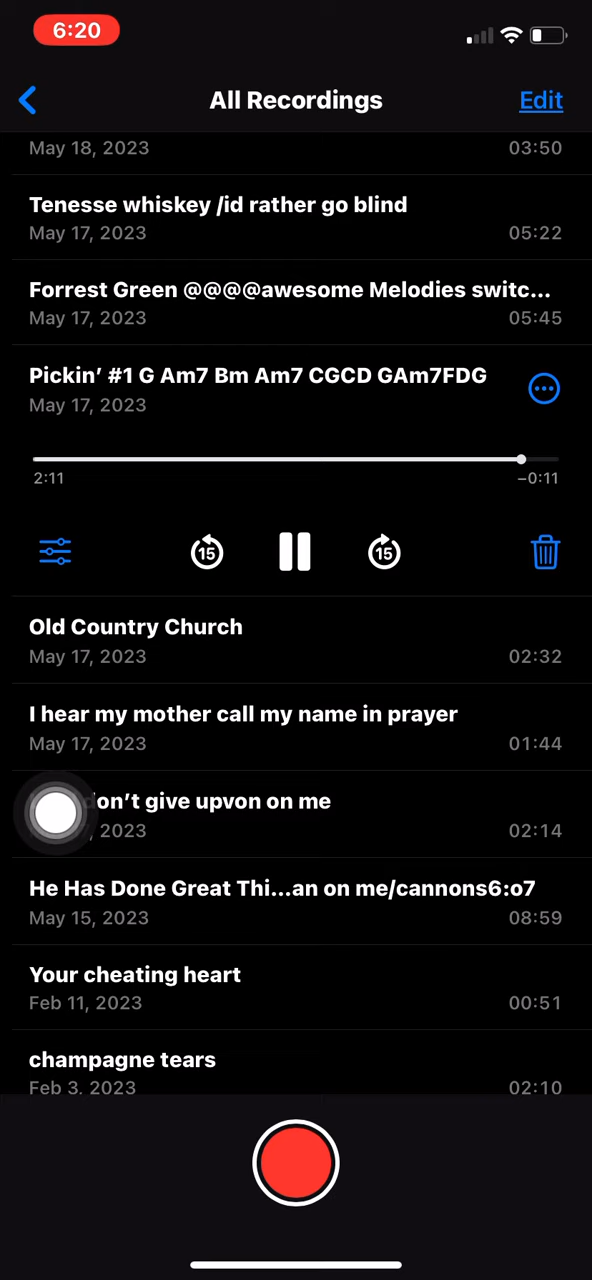 6:20
All Recordings
Edit
May 18, 2023 03:50
Tenesse whiskey /id rather go blind
May 17, 2023 05:22
Forrest Green @@@@awesome Melodies switc...
May 17, 2023 05:45
Pickin’ #1 G Am7 Bm Am7 CGCD GAm7FDG
May 17, 2023
2:11 −0:11
15 15
Old Country Church
May 17, 2023 02:32
I hear my mother call my name in prayer
May 17, 2023 01:44
don’t give upvon on me
, 2023 02:14
He Has Done Great Thi...an on me/cannons6:o7
May 15, 2023 08:59
Your cheating heart
Feb 11, 2023 00:51
champagne tears
Feb 3, 2023 02:10